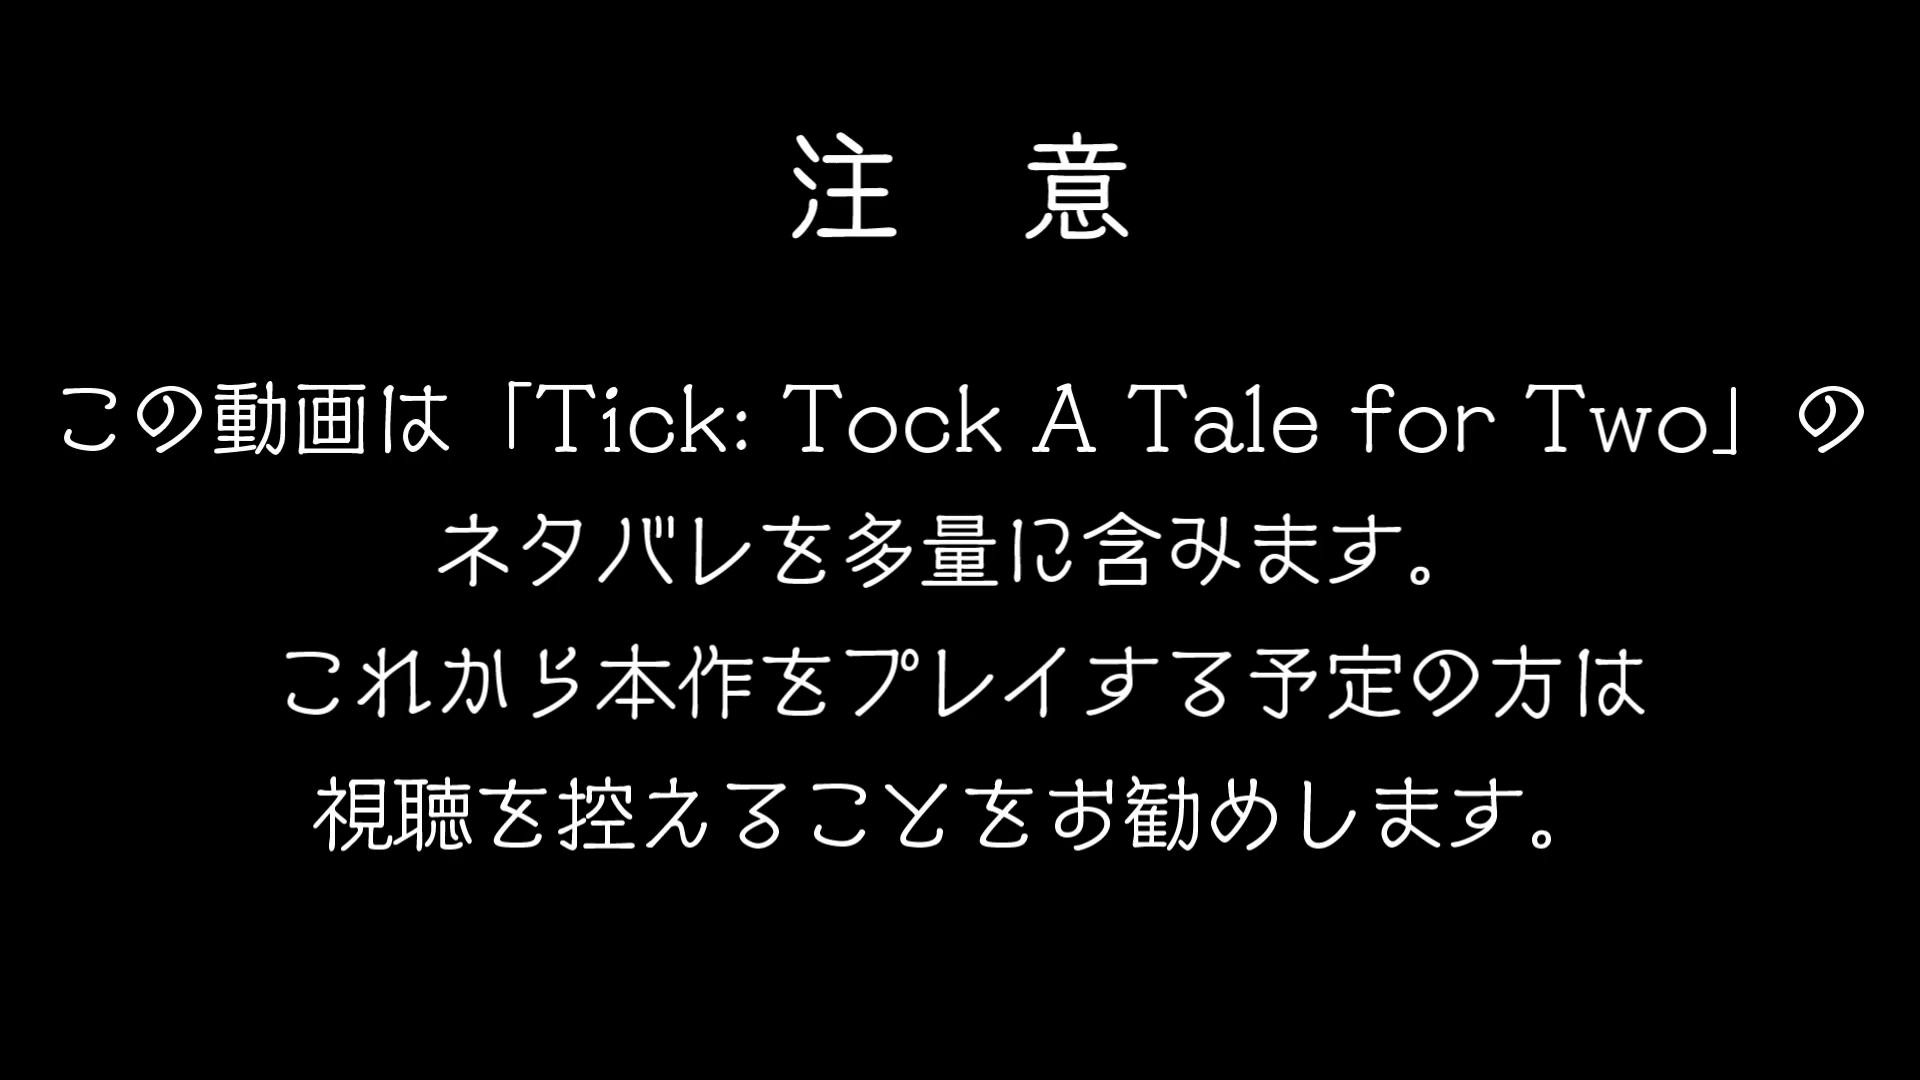 注　意
この動画は「Tick: Tock A Tale for Two」の
ネタバレを多量に含みます。
これから本作をプレイする予定の方は
視聴を控えることをお勧めします。